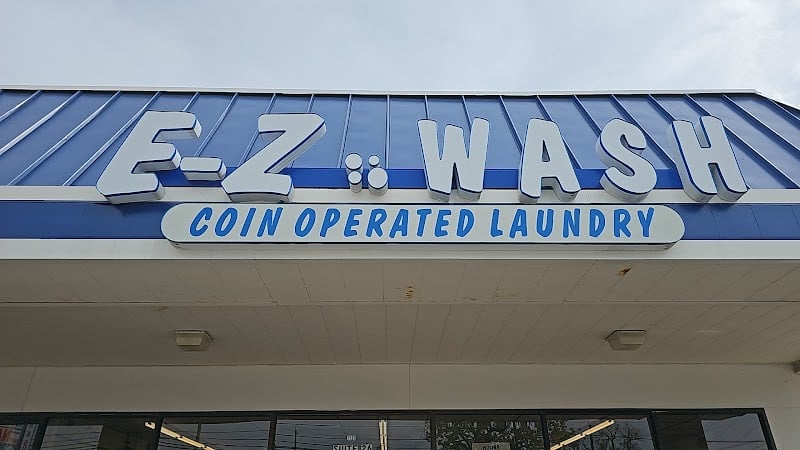 E-Z WASH
COIN OPERATED LAUNDRY